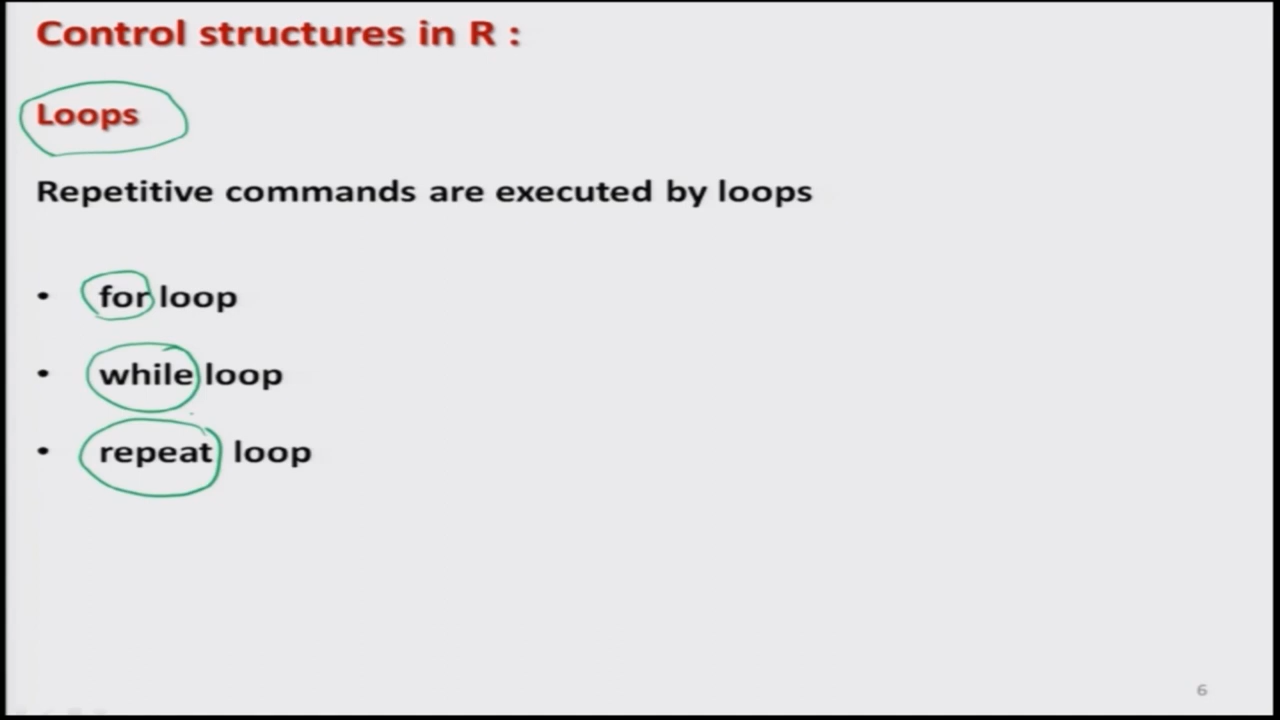 Control structures in R :
Loops
Repetitive commands are executed by loops
• for loop
• while loop
• repeat loop
6